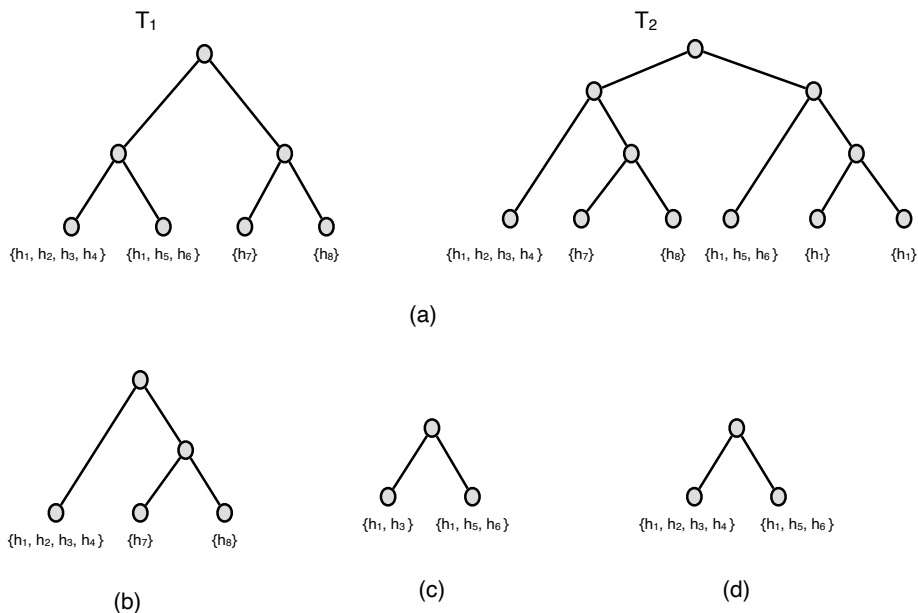 T₁ T₂
{h₁, h₂, h₃, h₄} {h₁, h₅, h₆} {h₇} {h₈} {h₁, h₂, h₃, h₄} {h₇} {h₈} {h₁, h₅, h₆} {h₁} {h₁}
(a)
{h₁, h₂, h₃, h₄} {h₇} {h₈} {h₁, h₃} {h₁, h₅, h₆} {h₁, h₂, h₃, h₄} {h₁, h₅, h₆}
(b) (c) (d)